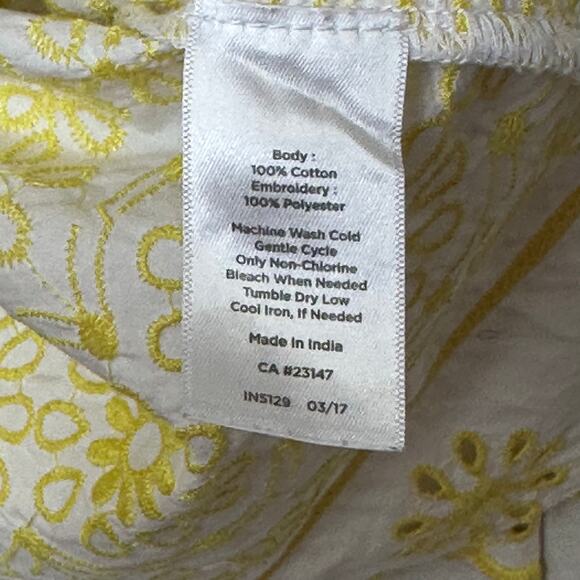 Body :
100% Cotton
Embroidery :
100% Polyester
Machine Wash Cold
Gentle Cycle
Only Non-Chlorine
Bleach When Needed
Tumble Dry Low
Cool Iron, If Needed
Made In India
CA #23147
INS129 03/17